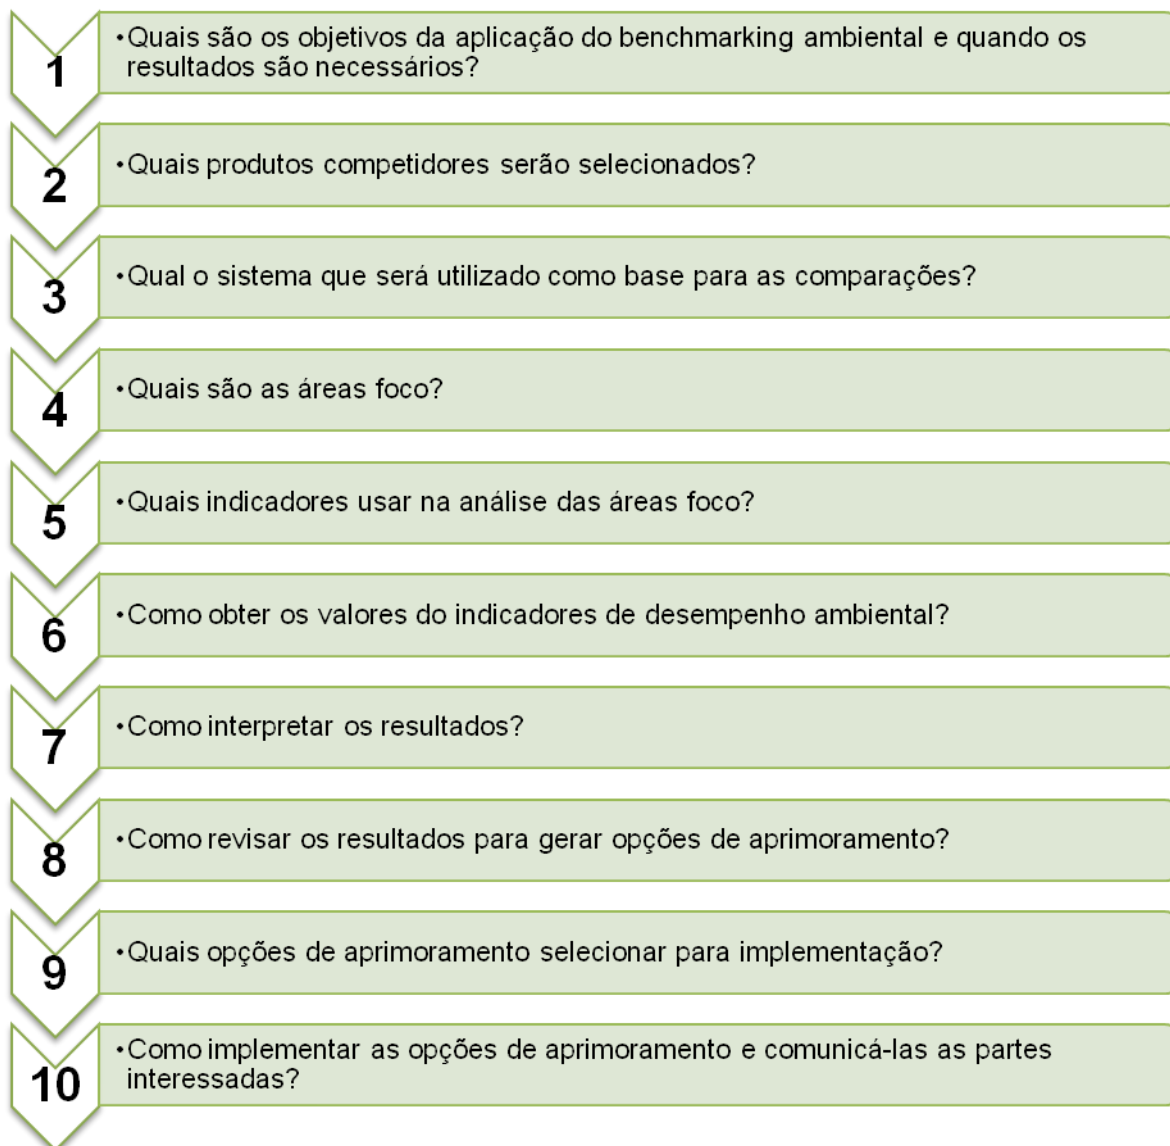 1
•Quais são os objetivos da aplicação do benchmarking ambiental e quando os
resultados são necessários?
2
•Quais produtos competidores serão selecionados?
3
•Qual o sistema que será utilizado como base para as comparações?
4
•Quais são as áreas foco?
5
•Quais indicadores usar na análise das áreas foco?
6
•Como obter os valores do indicadores de desempenho ambiental?
7
•Como interpretar os resultados?
8
•Como revisar os resultados para gerar opções de aprimoramento?
9
•Quais opções de aprimoramento selecionar para implementação?
10
•Como implementar as opções de aprimoramento e comunicá-las as partes
interessadas?